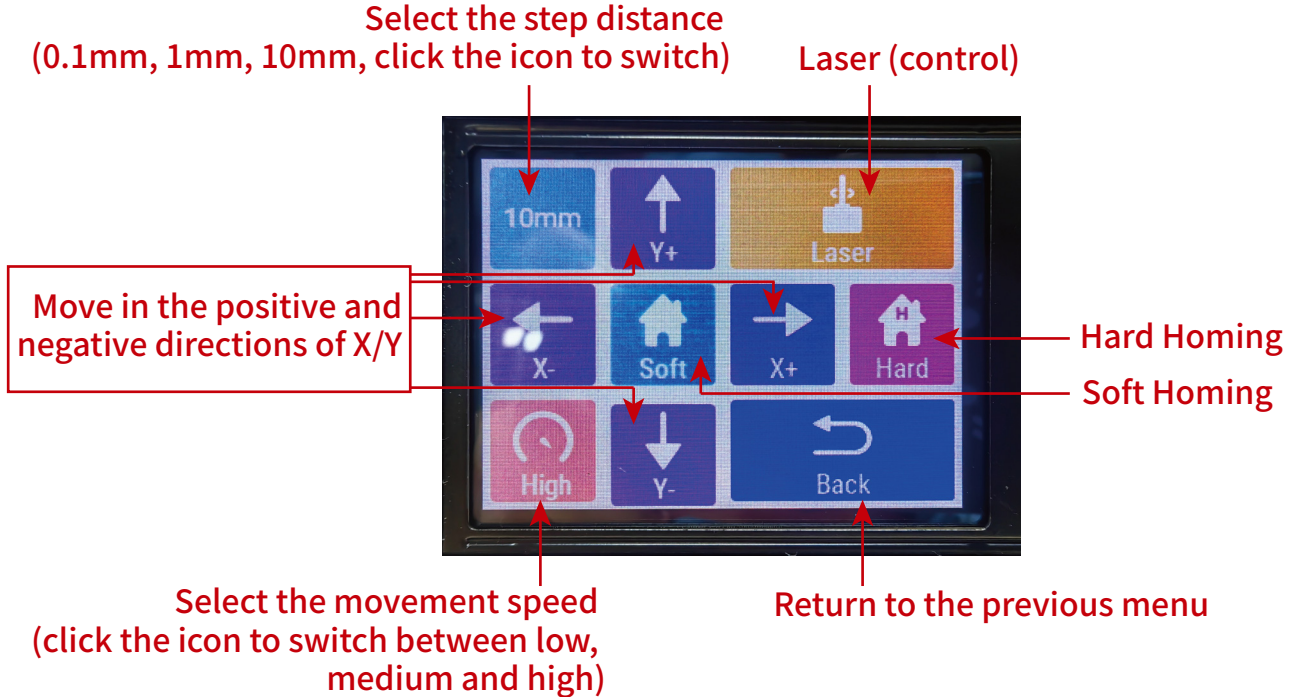 Select the step distance
(0.1mm, 1mm, 10mm, click the icon to switch)
Laser (control)
10mm
Y+
Laser
Move in the positive and
negative directions of X/Y
X-
Soft
X+
H
Hard
Hard Homing
Soft Homing
High
Y-
Back
Select the movement speed
(click the icon to switch between low,
medium and high)
Return to the previous menu